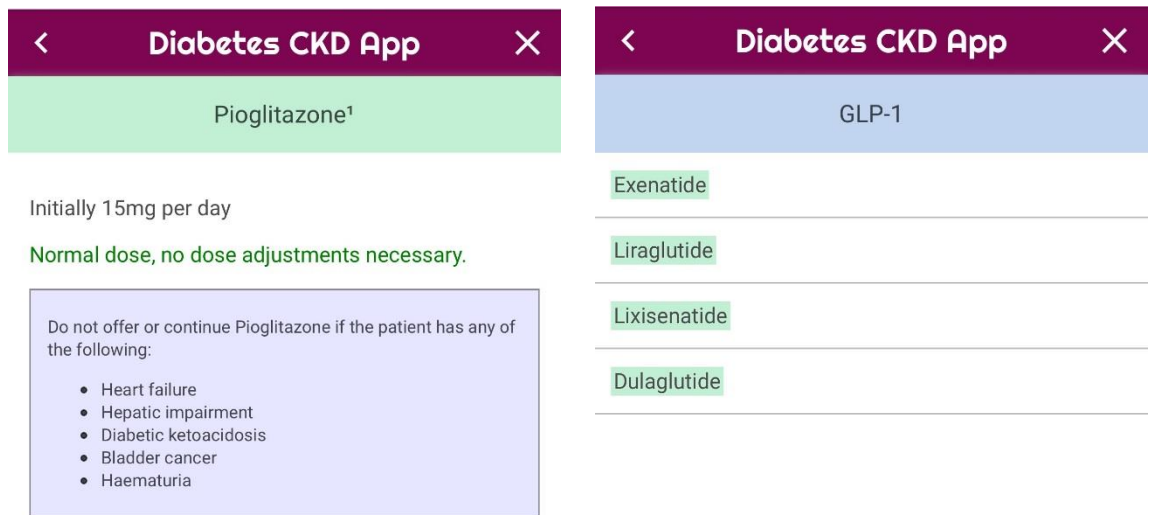 Diabetes CKD App
Pioglitazone¹
Initially 15mg per day
Normal dose, no dose adjustments necessary.
Do not offer or continue Pioglitazone if the patient has any of
the following:
Heart failure
Hepatic impairment
Diabetic ketoacidosis
Bladder cancer
Haematuria
Diabetes CKD App
GLP-1
Exenatide
Liraglutide
Lixisenatide
Dulaglutide